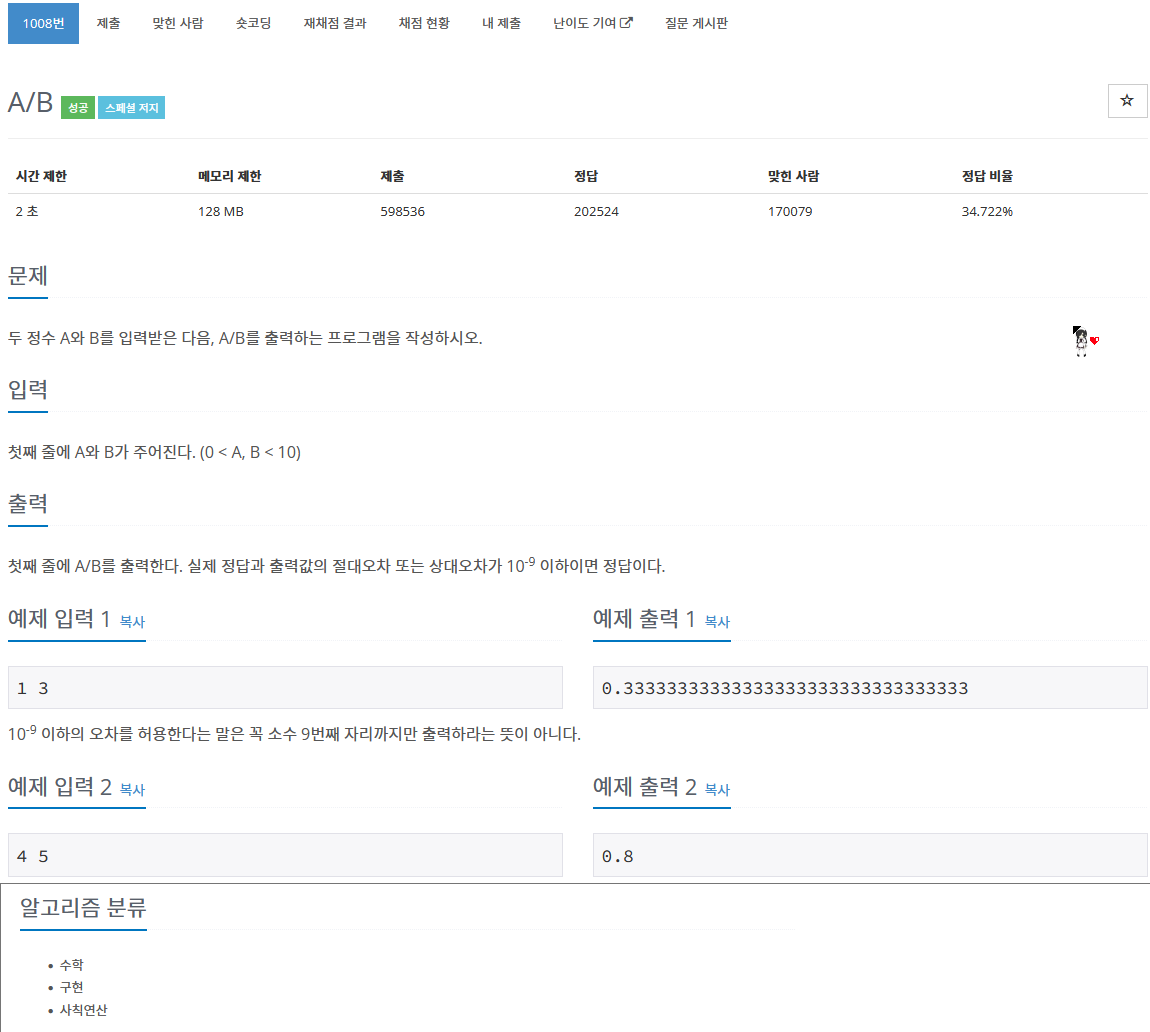 1008번 제출 맞힌 사람 숏코딩 재채점 결과 채점 현황 내 제출 난이도 기여 질문 게시판
A/B 성공 스페셜 저지
시간 제한 메모리 제한 제출 정답 맞힌 사람 정답 비율
2 초 128 MB 598536 202524 170079 34.722%
문제
두 정수 A와 B를 입력받은 다음, A/B를 출력하는 프로그램을 작성하시오.
입력
첫째 줄에 A와 B가 주어진다. (0 < A, B < 10)
출력
첫째 줄에 A/B를 출력한다. 실제 정답과 출력값의 절대오차 또는 상대오차가 10-9 이하이면 정답이다.
예제 입력 1 복사 예제 출력 1 복사
1 3 0.33333333333333333333333333333333
10-9 이하의 오차를 허용한다는 말은 꼭 소수 9번째 자리까지만 출력하라는 뜻이 아니다.
예제 입력 2 복사 예제 출력 2 복사
4 5 0.8
알고리즘 분류
• 수학
• 구현
• 사칙연산